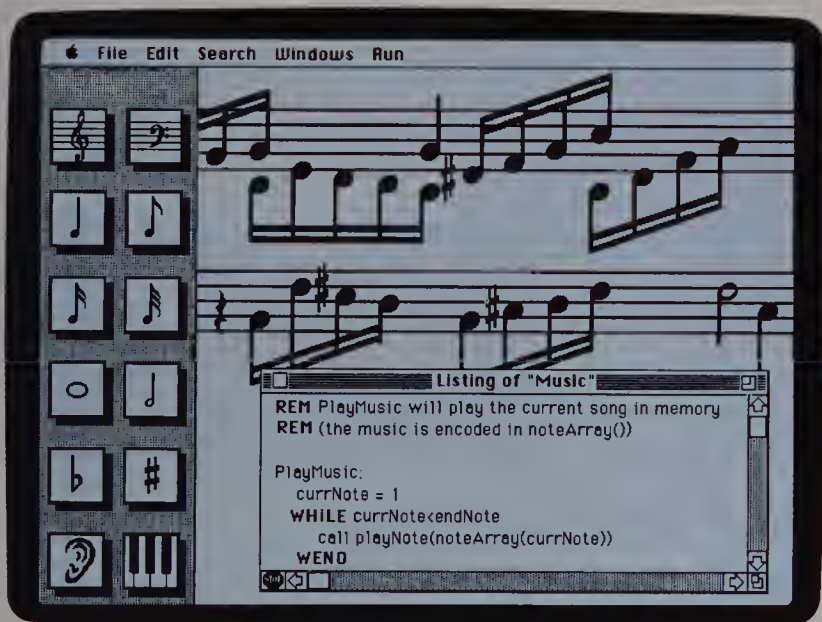 File Edit Search Windows Run
Listing of "Music"
REM PlayMusic will play the current song in memory
REM (the music is encoded in noteArray())
PlayMusic:
currNote = 1
WHILE currNote<endNote
call playNote(noteArray(currNote))
WEND